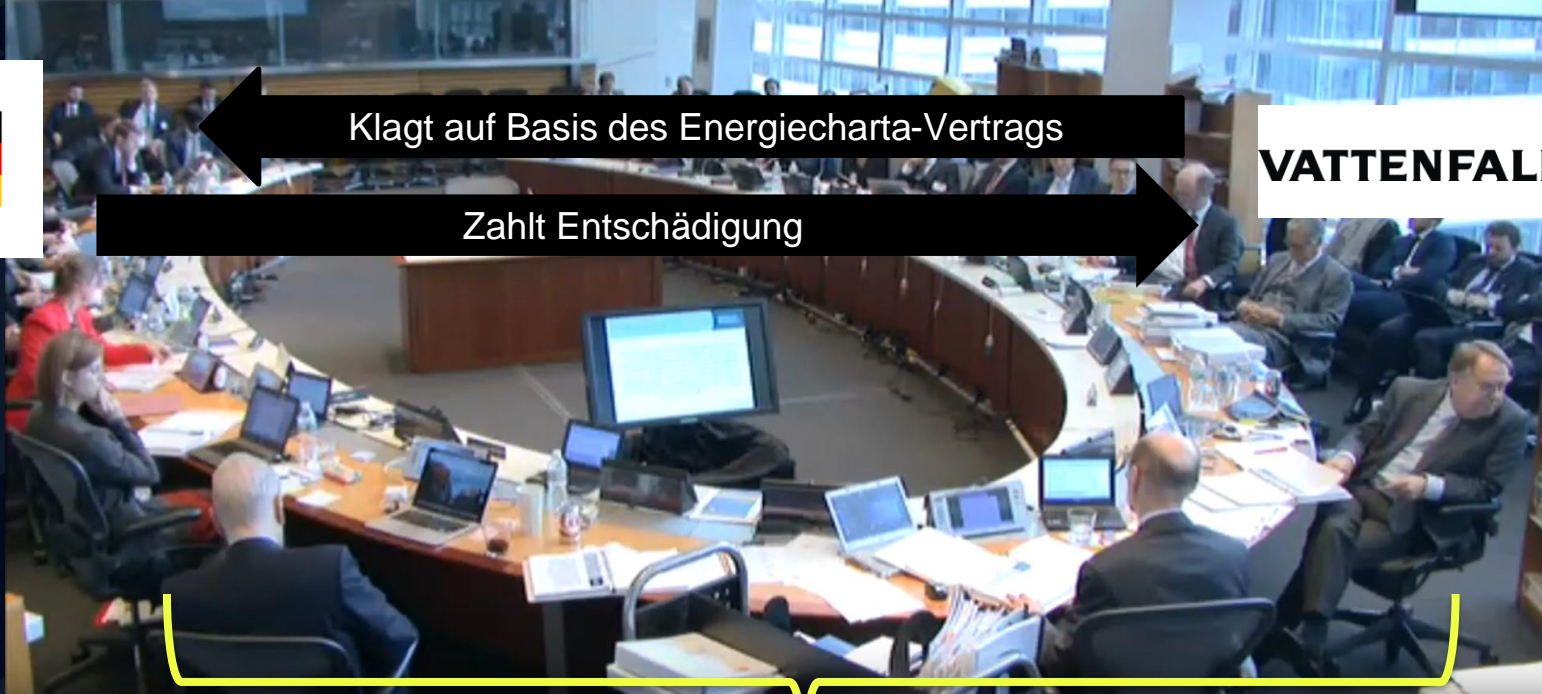 Klagt auf Basis des Energiecharta-Vertrags
VATTENFALL
Zahlt Entschädigung